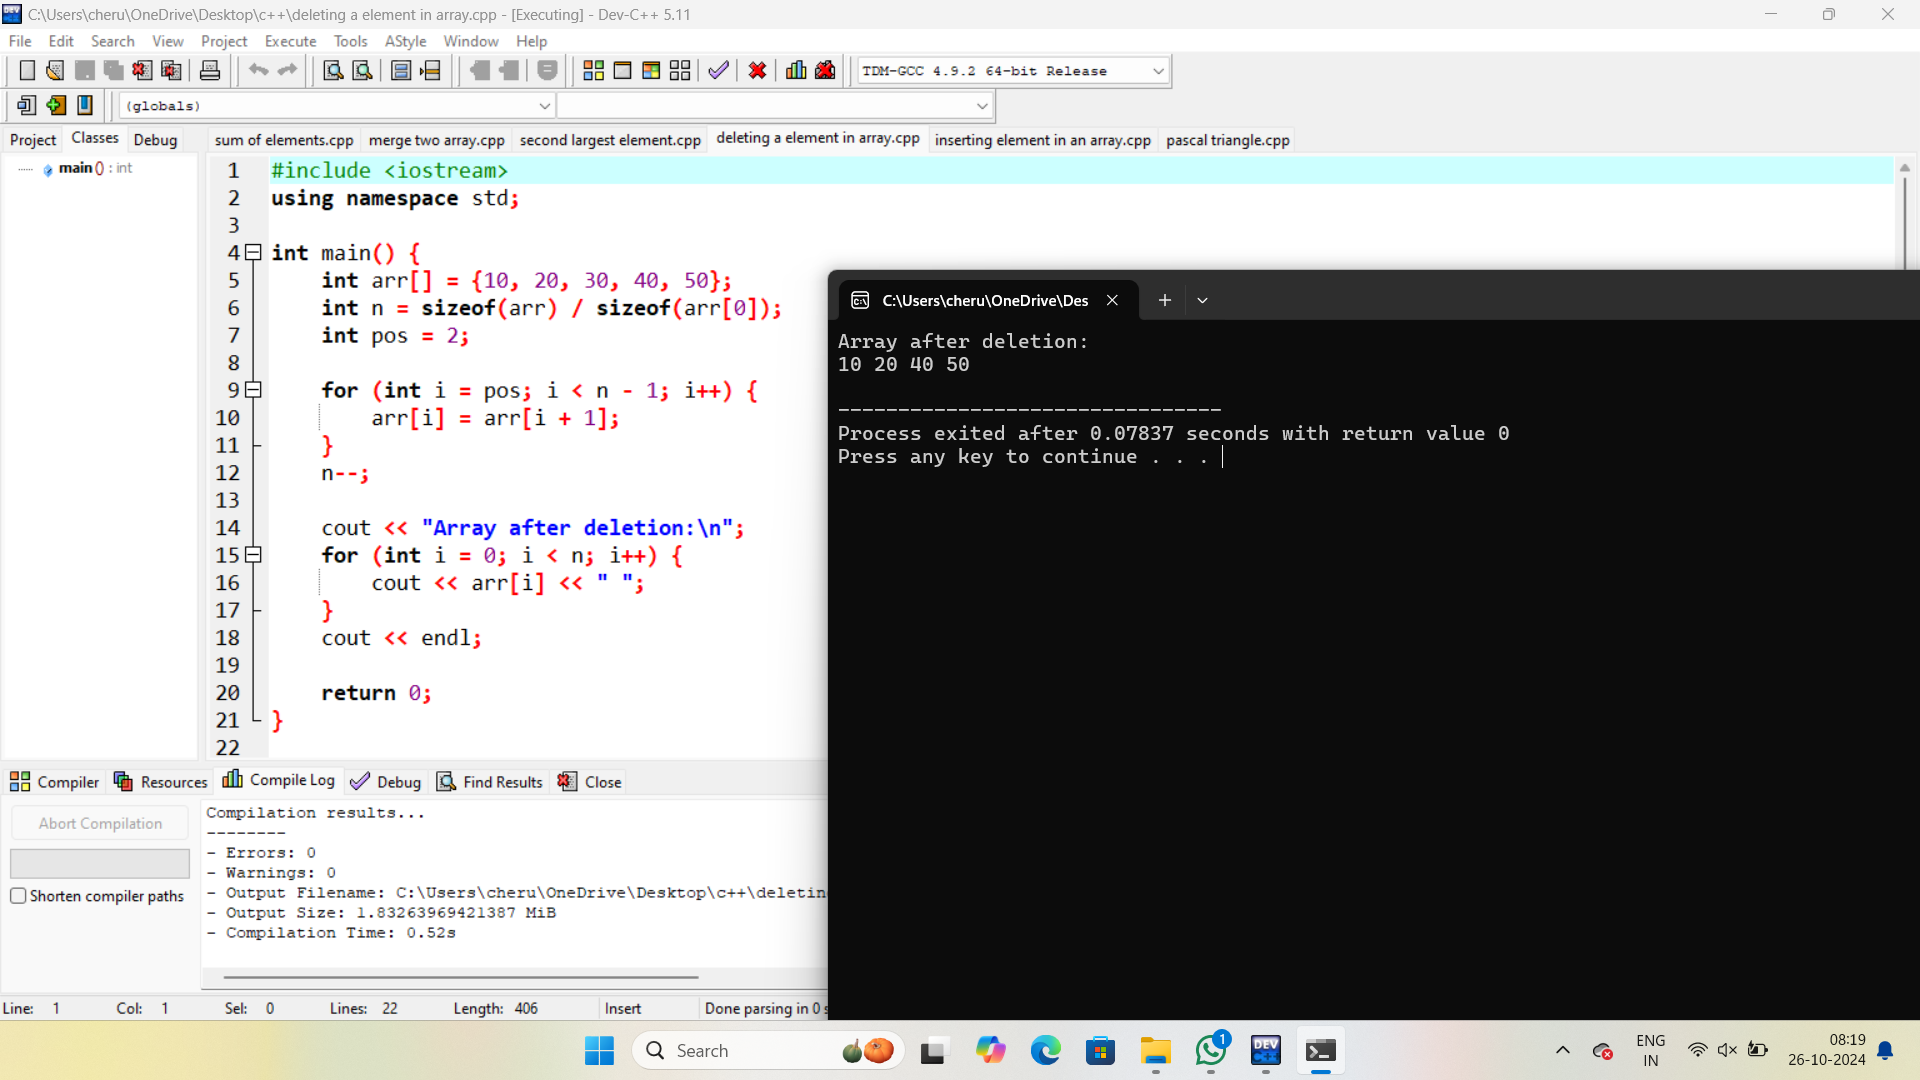 C:\Users\cheru\OneDrive\Desktop\c++\deleting a element in array.cpp - [Executing] - Dev-C++ 5.11
File Edit Search View Project Execute Tools AStyle Window Help
TDM-GCC 4.9.2 64-bit Release
(globals)
Project Classes Debug
sum of elements.cpp merge two array.cpp second largest element.cpp deleting a element in array.cpp inserting element in an array.cpp pascal triangle.cpp
main () : int
1 #include <iostream>
2 using namespace std;
3
4 int main() {
5 int arr[] = {10, 20, 30, 40, 50};
6 int n = sizeof(arr) / sizeof(arr[0]);
7 int pos = 2;
8
9 for (int i = pos; i < n - 1; i++) {
10 arr[i] = arr[i + 1];
11 }
12 n--;
13
14 cout << "Array after deletion:\n";
15 for (int i = 0; i < n; i++) {
16 cout << arr[i] << " ";
17 }
18 cout << endl;
19
20 return 0;
21 }
22
C:\Users\cheru\OneDrive\Des
Array after deletion:
10 20 40 50
--------------------------------
Process exited after 0.07837 seconds with return value 0
Press any key to continue . . .
Compiler Resources Compile Log Debug Find Results Close
Abort Compilation
Shorten compiler paths
Compilation results...
--------
- Errors: 0
- Warnings: 0
- Output Filename: C:\Users\cheru\OneDrive\Desktop\c++\deletin
- Output Size: 1.83263969421387 MiB
- Compilation Time: 0.52s
Line: 1 Col: 1 Sel: 0 Lines: 22 Length: 406 Insert Done parsing in 0 s
Search
1
DEV C++
ENG
IN
08:19
26-10-2024